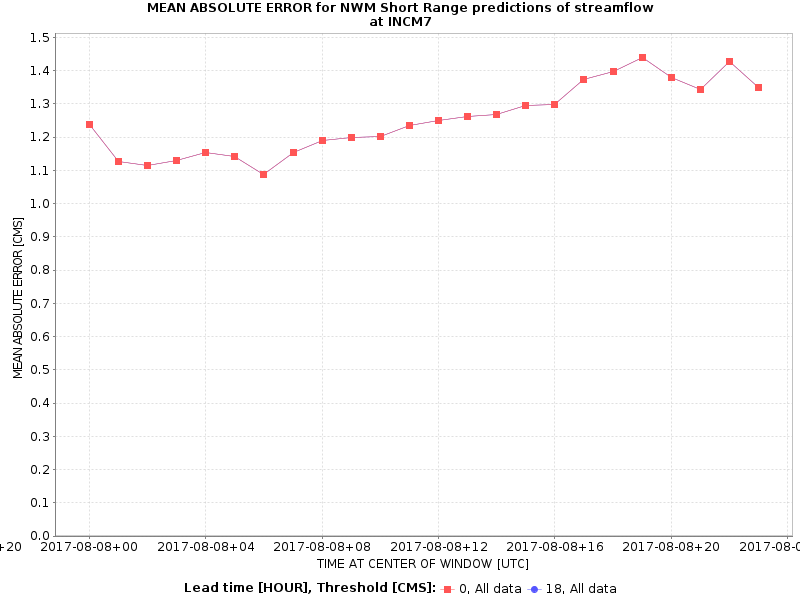 MEAN ABSOLUTE ERROR for NWM Short Range predictions of streamflow
at INCM7
1.5
1.4
1.3
1.2
1.1
1.0
0.9
0.8
0.7
0.6
0.5
0.4
0.3
0.2
0.1
0.0
MEAN ABSOLUTE ERROR [CMS]
+20 2017-08-08+00 2017-08-08+04 2017-08-08+08 2017-08-08+12 2017-08-08+16 2017-08-08+20 2017-08-0
TIME AT CENTER OF WINDOW [UTC]
Lead time [HOUR], Threshold [CMS]: 0, All data 18, All data